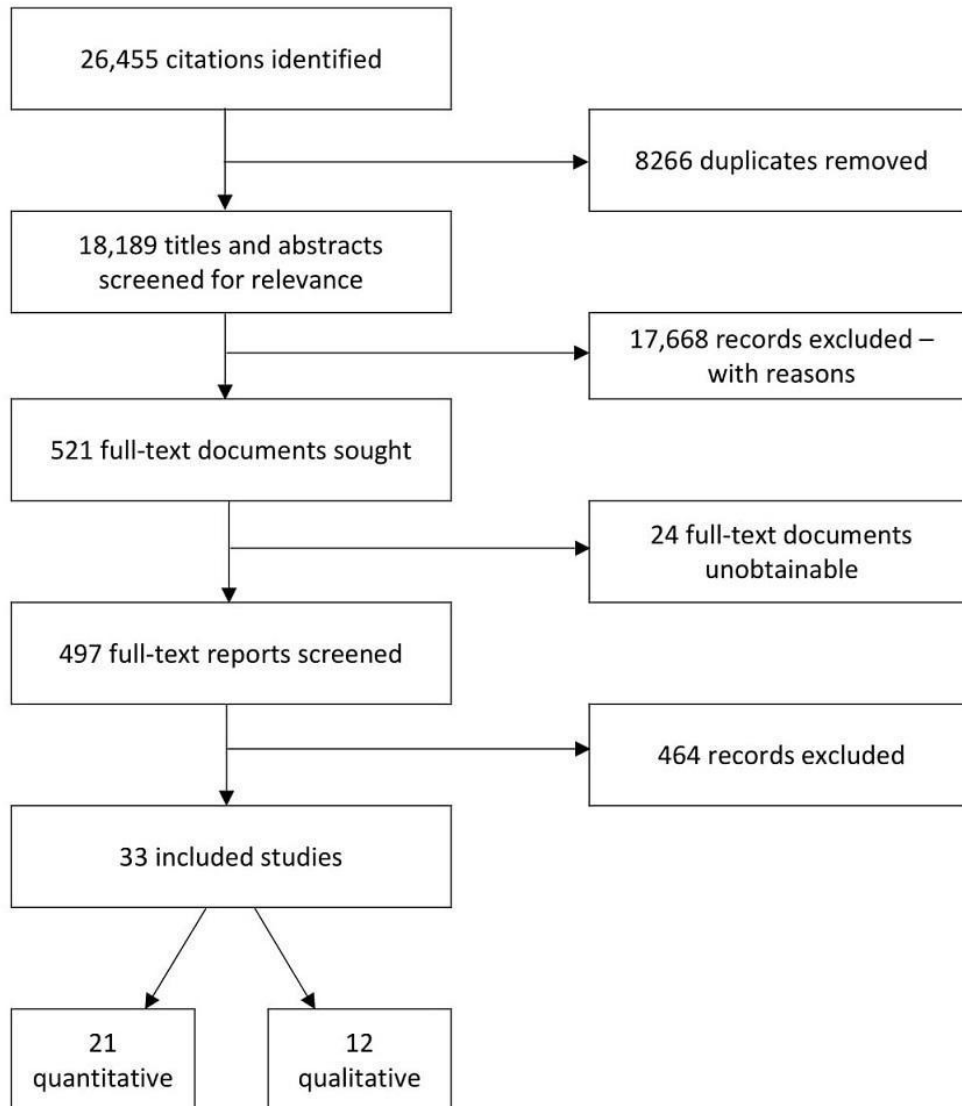 26,455 citations identified
8266 duplicates removed
18,189 titles and abstracts
screened for relevance
17,668 records excluded –
with reasons
521 full-text documents sought
24 full-text documents
unobtainable
497 full-text reports screened
464 records excluded
33 included studies
21
quantitative
12
qualitative